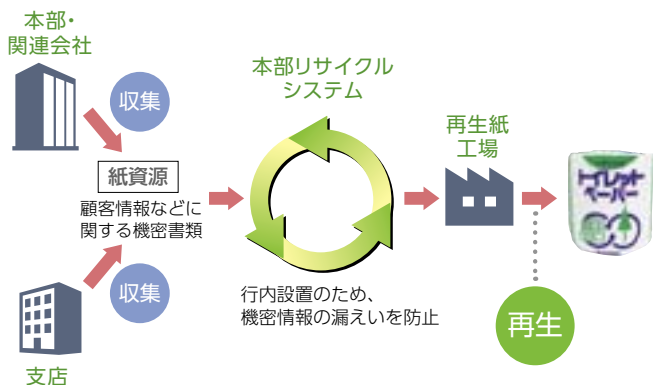 本部・
関連会社
収集
紙資源
顧客情報などに
関する機密書類
収集
支店
本部リサイクル
システム
行内設置のため、
機密情報の漏えいを防止
再生紙
工場
トイレット
ペーパー
再生